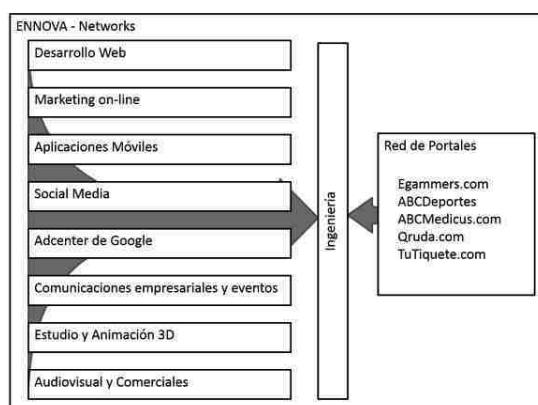 ENNOVA - Networks
Desarrollo Web
Marketing on-line
Aplicaciones Móviles
Social Media
Adcenter de Google
Comunicaciones empresariales y eventos
Estudio y Animación 3D
Audiovisual y Comerciales
Ingeniería
Red de Portales
Egammers.com
ABCDeportes
ABCMedicus.com
Qruda.com
TuTiquete.com